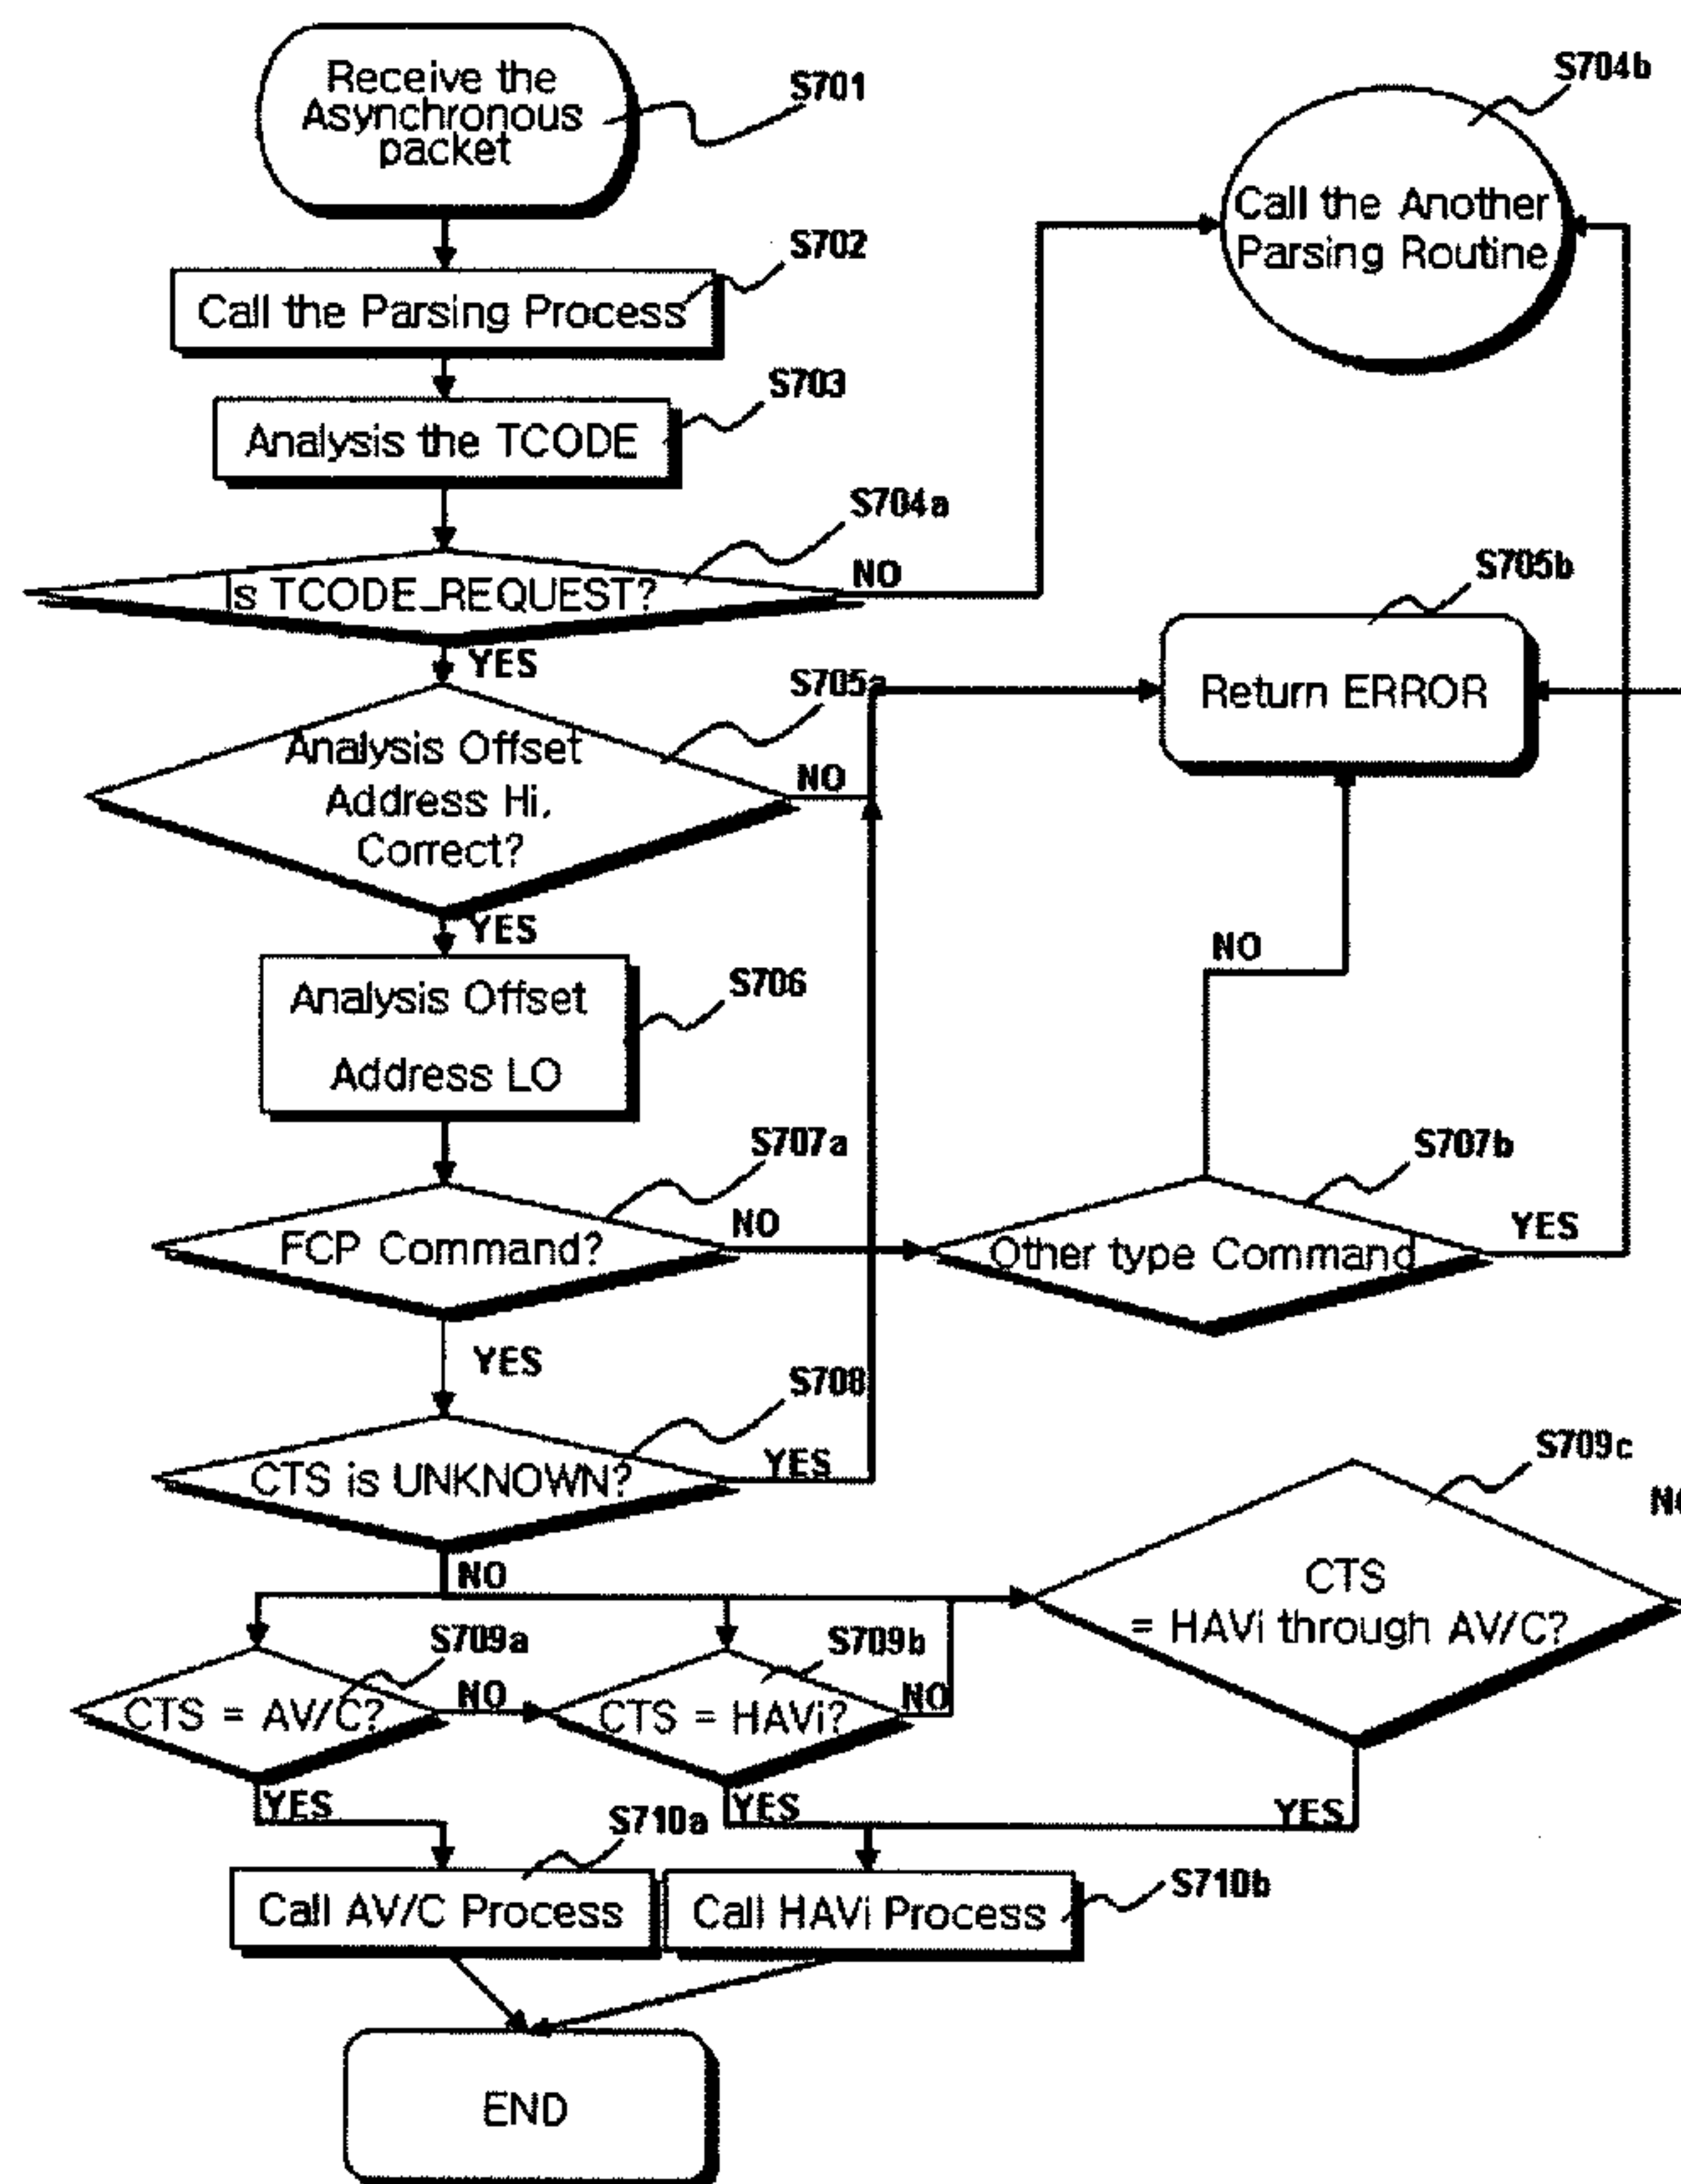 Receive the
Asynchronous
packet
S701
S704b
Call the Another
Parsing Routine
S702
Call the Parsing Process
S703
Analysis the TCODE
S704a
Is TCODE_REQUEST?
NO
YES
S705b
Return ERROR
S705a
Analysis Offset
Address Hi,
Correct?
NO
YES
S706
Analysis Offset
Address LO
NO
S707a
FCP Command?
NO
S707b
Other type Command
YES
YES
S708
CTS is UNKNOWN?
YES
NO
S709c
CTS
= HAVi through AV/C?
NO
S709a
CTS = AV/C?
NO
S709b
CTS = HAVi?
NO
YES
YES
YES
S710a
Call AV/C Process
Call HAVi Process
S710b
END